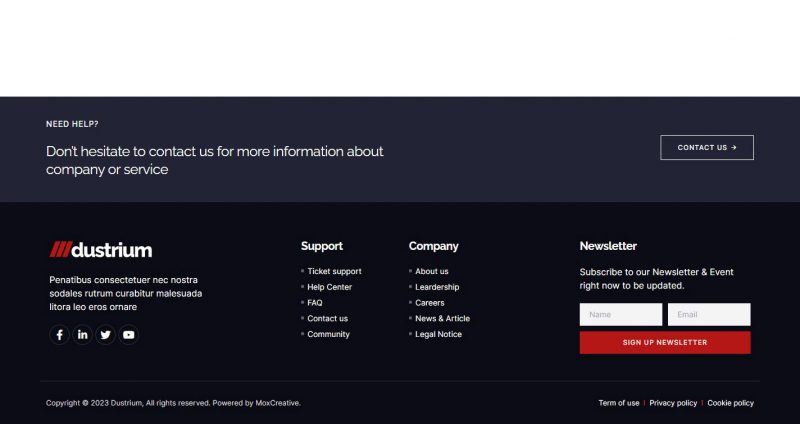 NEED HELP?
Don't hesitate to contact us for more information about
company or service
CONTACT US →
dustrium
Penatibus consectetuer nec nostra
sodales rutrum curabitur malesuada
litora leo eros ornare
Support
Ticket support
Help Center
FAQ
Contact us
Community
Company
About us
Leardership
Careers
News & Article
Legal Notice
Newsletter
Subscribe to our Newsletter & Event
right now to be updated.
Name
Email
SIGN UP NEWSLETTER
Copyright © 2023 Dustrium, All rights reserved. Powered by MoxCreative.
Term of use | Privacy policy | Cookie policy